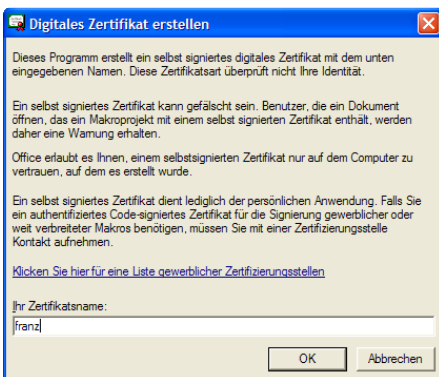 Digitales Zertifikat erstellen
Dieses Programm erstellt ein selbst signiertes digitales Zertifikat mit dem unten
eingegebenen Namen. Diese Zertifikatsart überprüft nicht Ihre Identität.
Ein selbst signiertes Zertifikat kann gefälscht sein. Benutzer, die ein Dokument
öffnen, das ein Makroprojekt mit einem selbst signierten Zertifikat enthält, werden
daher eine Warnung erhalten.
Office erlaubt es Ihnen, einem selbstsignierten Zertifikat nur auf dem Computer zu
vertrauen, auf dem es erstellt wurde.
Ein selbst signiertes Zertifikat dient lediglich der persönlichen Anwendung. Falls Sie
ein authentifiziertes Code-signiertes Zertifikat für die Signierung gewerblicher oder
weit verbreiteter Makros benötigen, müssen Sie mit einer Zertifizierungsstelle
Kontakt aufnehmen.
Klicken Sie hier für eine Liste gewerblicher Zertifizierungsstellen
Ihr Zertifikatsname:
franz
OK Abbrechen